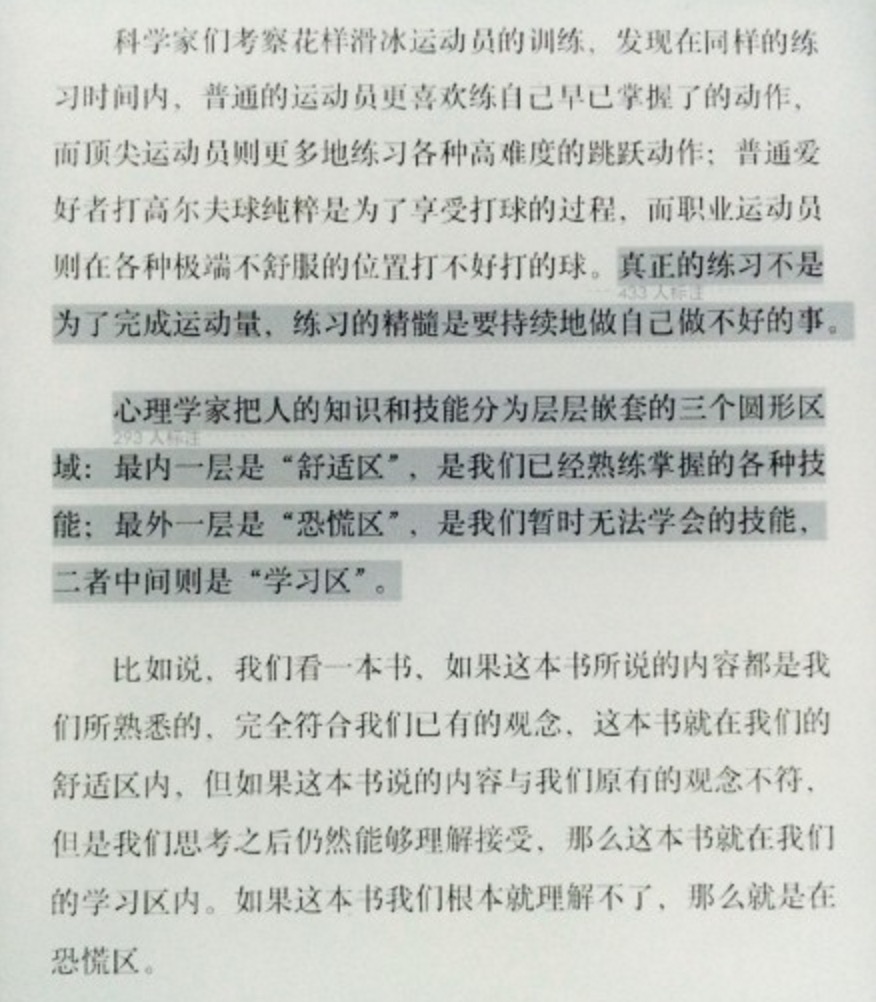 科学家们考察花样滑冰运动员的训练，发现在同样的练
习时间内，普通的运动员更喜欢练自己早已掌握了的动作，
而顶尖运动员则更多地练习各种高难度的跳跃动作；普通爱
好者打高尔夫球纯粹是为了享受打球的过程，而职业运动员
则在各种极端不舒服的位置打不好打的球。真正的练习不是
433 人标注
为了完成运动量，练习的精髓是要持续地做自己做不好的事。
心理学家把人的知识和技能分为层层嵌套的三个圆形区
293 人标注
域：最内一层是“舒适区”，是我们已经熟练掌握的各种技
能；最外一层是“恐慌区”，是我们暂时无法学会的技能，
二者中间则是“学习区”。
比如说，我们看一本书，如果这本书所说的内容都是我
们所熟悉的，完全符合我们已有的观念，这本书就在我们的
舒适区内，但如果这本书说的内容与我们原有的观念不符，
但是我们思考之后仍然能够理解接受，那么这本书就在我们
的学习区内。如果这本书我们根本就理解不了，那么就是在
恐慌区。